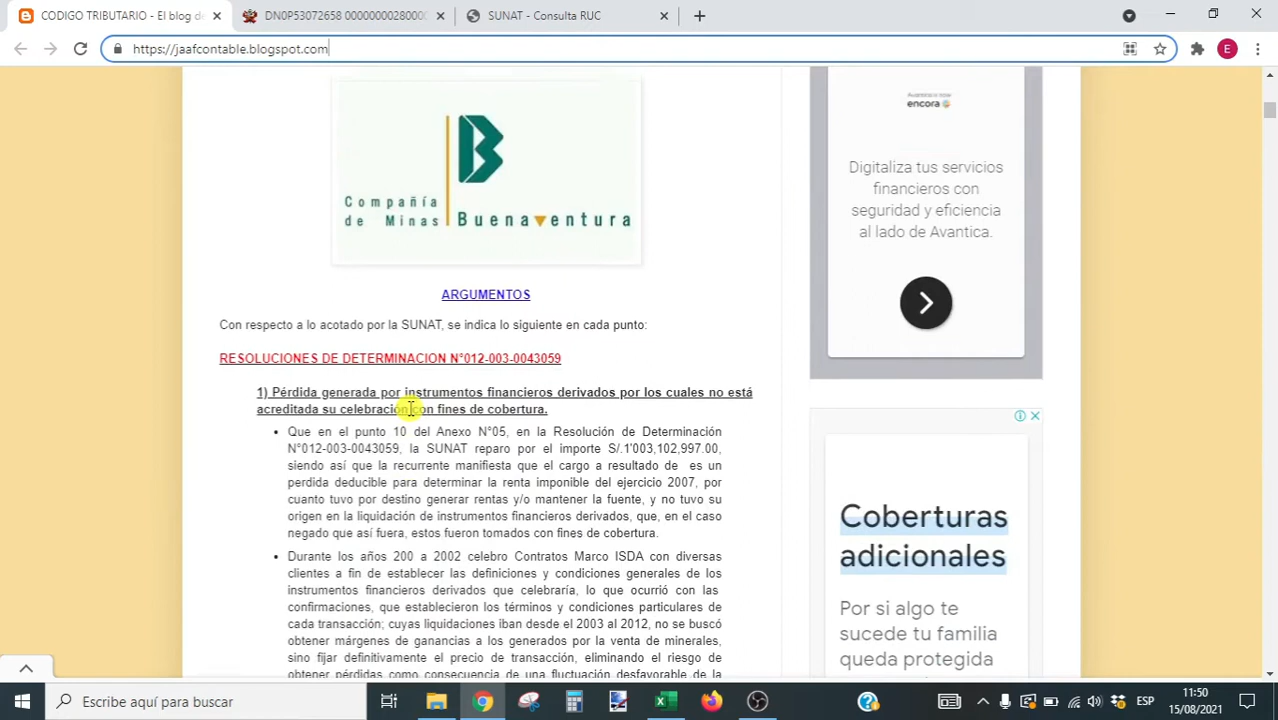 CODIGO TRIBUTARIO - El blog de
DN0P53072658 0000000028000
SUNAT - Consulta RUC
https://jaafcontable.blogspot.com
E
Compañía
de Minas
Buenaventura
ARGUMENTOS
Con respecto a lo acotado por la SUNAT, se indica lo siguiente en cada punto:
RESOLUCIONES DE DETERMINACION N°012-003-0043059
1) Pérdida generada por instrumentos financieros derivados por los cuales no está
acreditada su celebración con fines de cobertura.
• Que en el punto 10 del Anexo N°05, en la Resolución de Determinación
N°012-003-0043059, la SUNAT reparo por el importe S/.1'003,102,997.00,
siendo así que la recurrente manifiesta que el cargo a resultado de es un
perdida deducible para determinar la renta imponible del ejercicio 2007, por
cuanto tuvo por destino generar rentas y/o mantener la fuente, y no tuvo su
origen en la liquidación de instrumentos financieros derivados, que, en el caso
negado que así fuera, estos fueron tomados con fines de cobertura.
• Durante los años 200 a 2002 celebro Contratos Marco ISDA con diversas
clientes a fin de establecer las definiciones y condiciones generales de los
instrumentos financieros derivados que celebraría, lo que ocurrió con las
confirmaciones, que establecieron los términos y condiciones particulares de
cada transacción; cuyas liquidaciones iban desde el 2003 al 2012, no se buscó
obtener márgenes de ganancias a los generados por la venta de minerales,
sino fijar definitivamente el precio de transacción, eliminando el riesgo de
obtener pérdidas como consecuencia de una fluctuación desfavorable de la
encora
Digitaliza tus servicios
financieros con
seguridad y eficiencia
al lado de Avantica.
Coberturas
adicionales
Por si algo te
sucede tu familia
queda protegida
Escribe aquí para buscar
ESP
11:50
15/08/2021